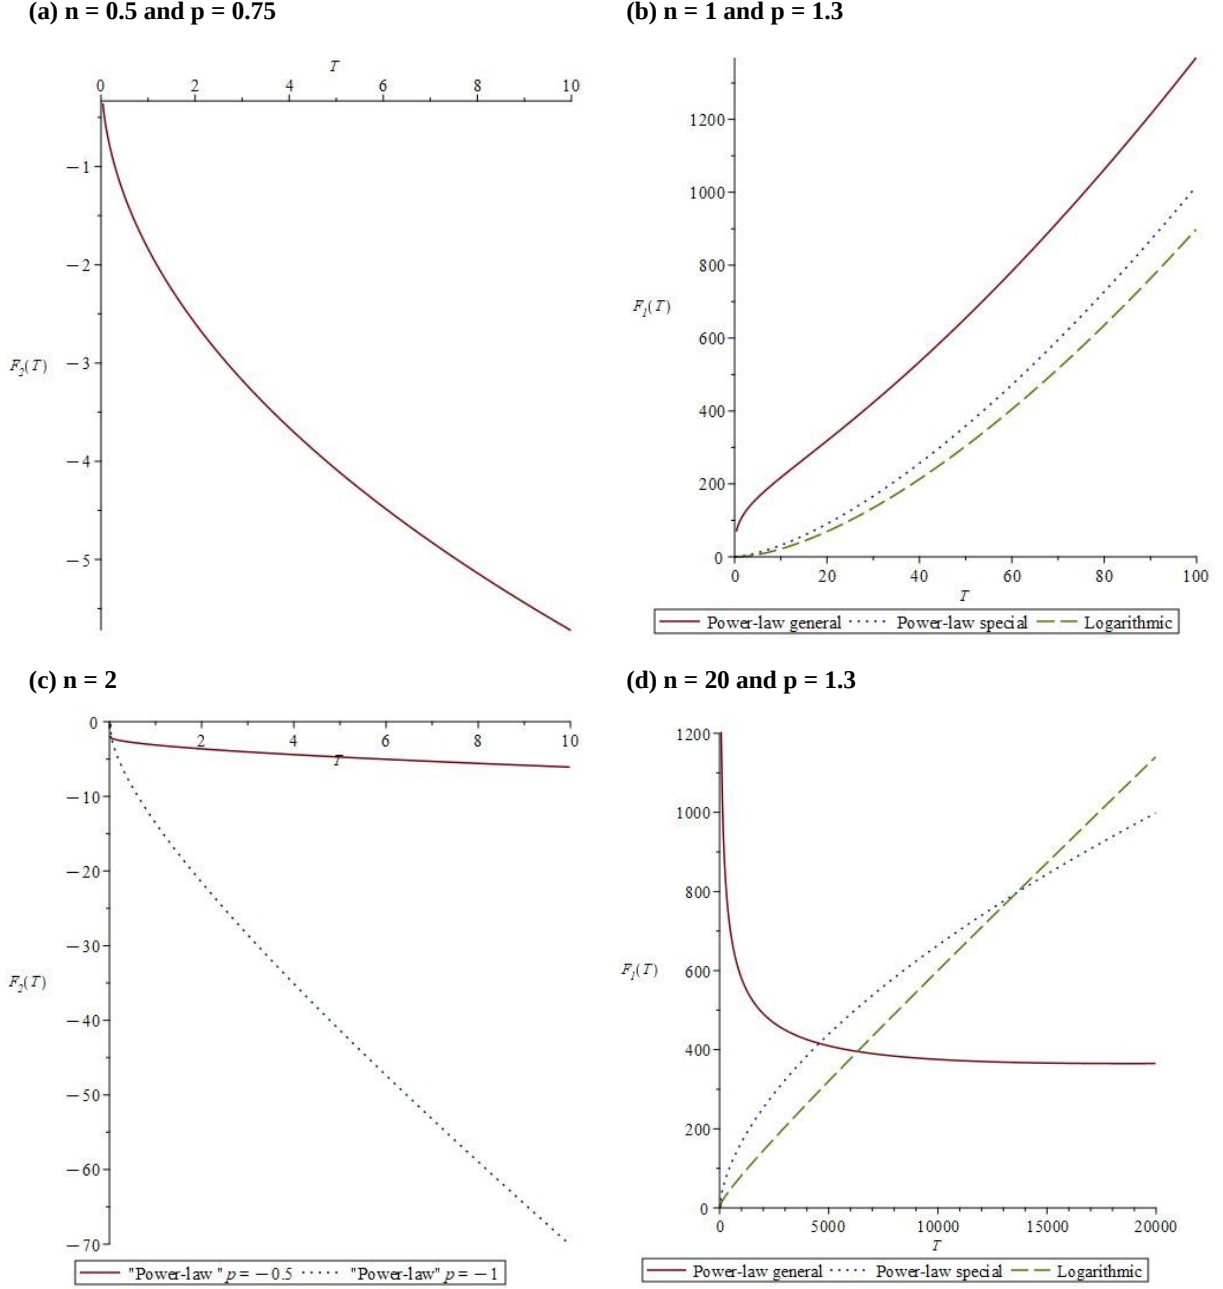 (a) n = 0.5 and p = 0.75
T
0 2 4 6 8 10
−1
−2
F₂(T) −3
−4
−5
(b) n = 1 and p = 1.3
1200
1000
800
F₁(T)
600
400
200
0
0 20 40 60 80 100
T
Power-law general Power-law special Logarithmic
(c) n = 2
0
2 4 6 8 10
T
−10
−20
−30
F₂(T)
−40
−50
−60
−70
"Power-law " p = −0.5 "Power-law" p = −1
(d) n = 20 and p = 1.3
1200
1000
800
F₁(T) 600
400
200
0
0 5000 10000 15000 20000
T
Power-law general Power-law special Logarithmic